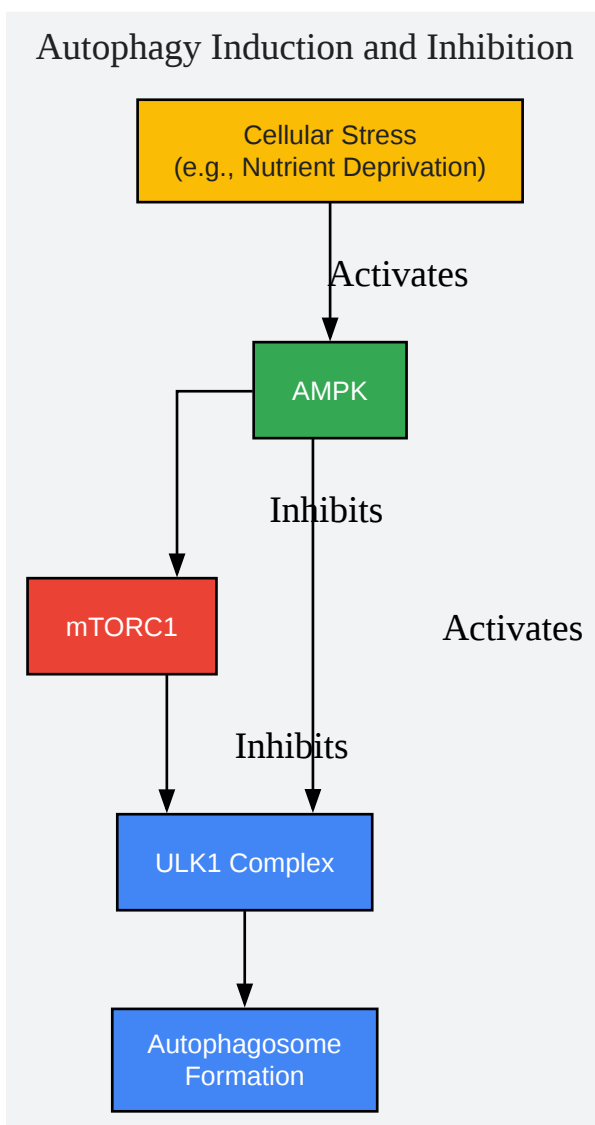 Autophagy Induction and Inhibition
Cellular Stress
(e.g., Nutrient Deprivation)
Activates
AMPK
Inhibits
mTORC1
Activates
Inhibits
ULK1 Complex
Autophagosome
Formation